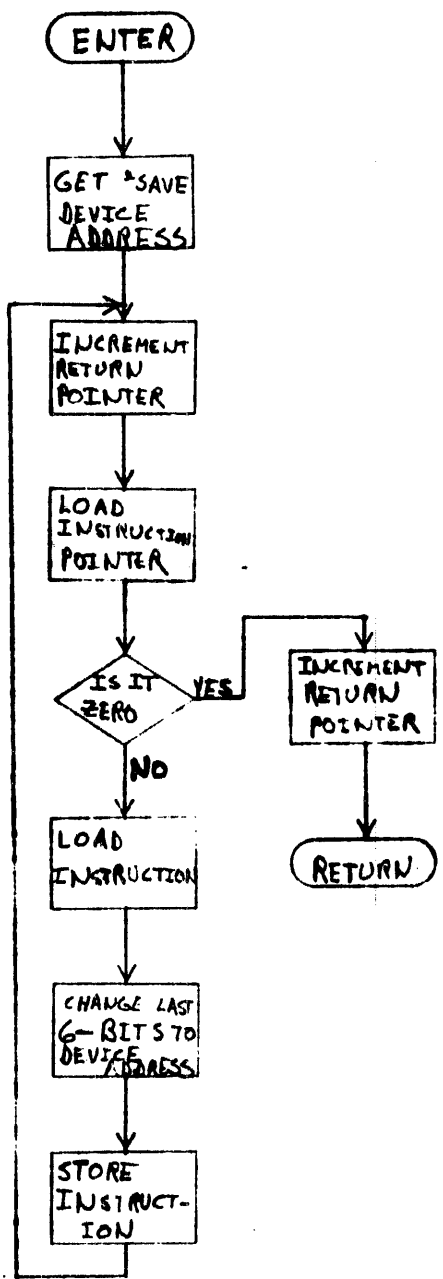 ENTER
GET & SAVE
DEVICE
ADDRESS
INCREMENT
RETURN
POINTER
LOAD
INSTRUCTION
POINTER
IS IT
ZERO
YES
NO
INCREMENT
RETURN
POINTER
RETURN
LOAD
INSTRUCTION
CHANGE LAST
6-BITS TO
DEVICE
ADDRESS
STORE
INSTRUCT-
ION